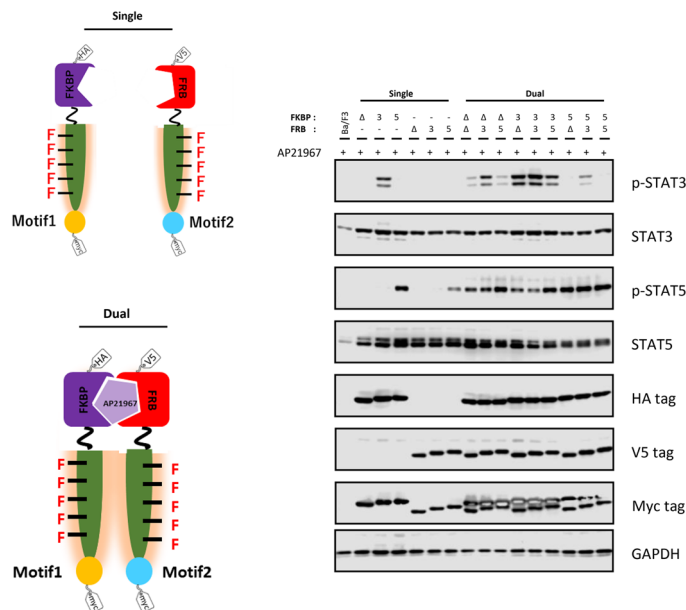 Single
HA
V5
FKBP
FRB
F F
F F
F F
F F
F F
Motif1
Motif2
myc
myc
Dual
HA
V5
FKBP
AP21967
FRB
F F
F F
F F
F F
F F
Motif1
Motif2
myc
myc
Single Dual
Ba/F3
FKBP : Δ 3 5 - - - Δ Δ Δ 3 3 3 5 5 5
FRB : - - - Δ 3 5 Δ 3 5 Δ 3 5 Δ 3 5
AP21967 + + + + + + + + + + + + + + + +
p-STAT3
STAT3
p-STAT5
STAT5
HA tag
V5 tag
Myc tag
GAPDH